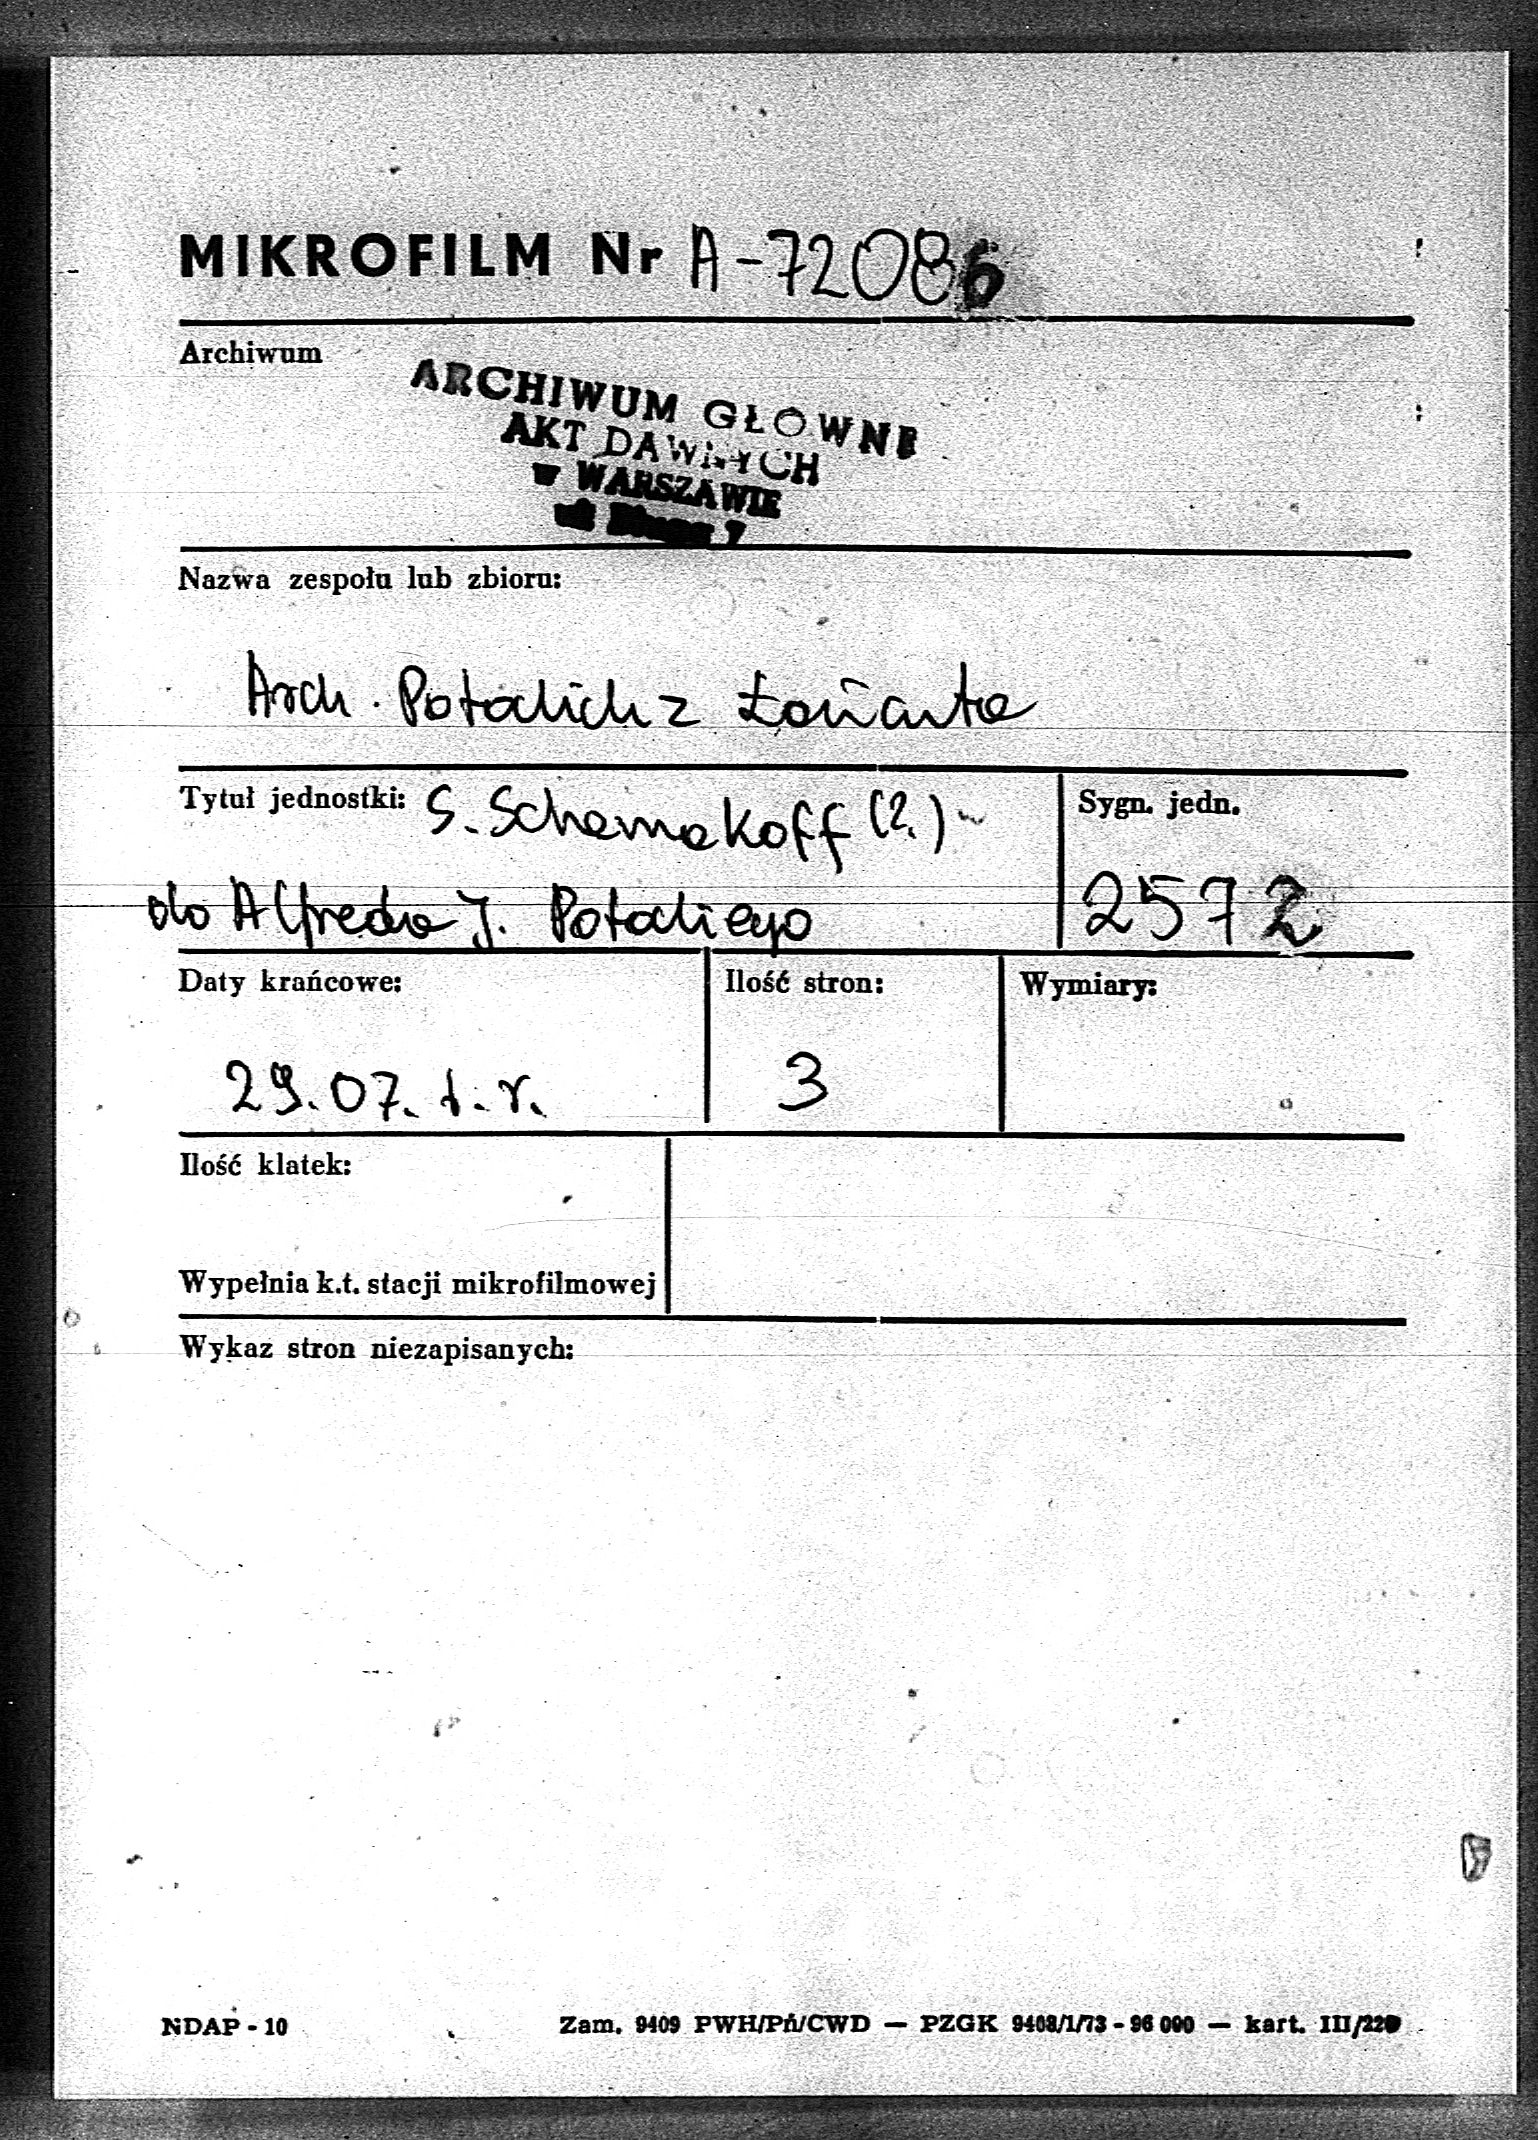 MIKROFILM Nr A-72086
Archiwum
ARCHIWUM GŁÓWNE
AKT DAWNYCH
w WARSZAWIE
Nazwa zespołu lub zbioru:
Arch. Potockich z Łańcuta
Tytuł jednostki: S. Schemakoff (?) -
do Alfreda J. Potockiego
Sygn. jedn.
2572
Daty krańcowe:
29.07. b.r.
Ilość stron:
3
Wymiary:
Ilość klatek:
Wypełnia k.t. stacji mikrofilmowej
Wykaz stron niezapisanych:
NDAP - 10
Zam. 9409 PWH/Pń/CWD — PZGK 9408/1/73 - 96 000 — kart. III/220